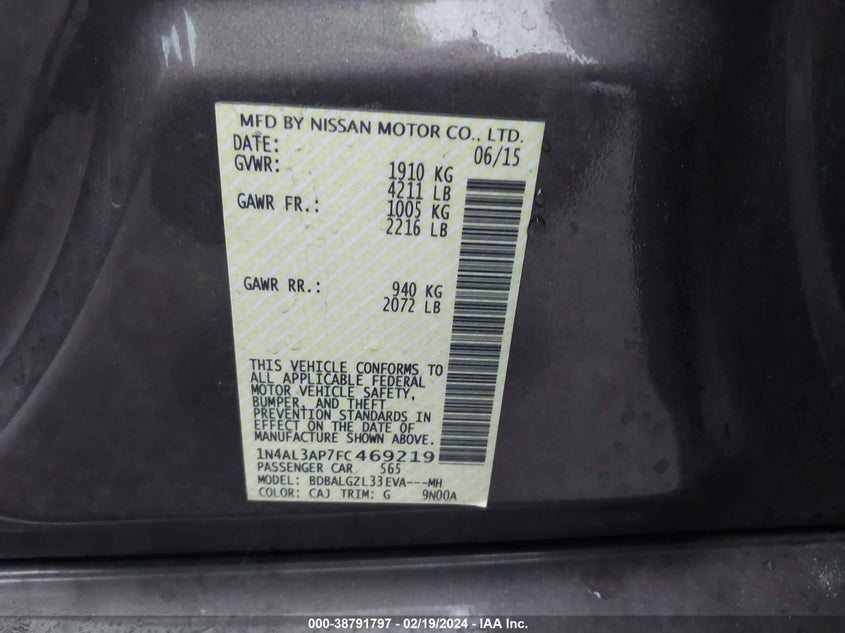 MFD BY NISSAN MOTOR CO., LTD.
DATE: 06/15
GVWR: 1910 KG
4211 LB
GAWR FR.: 1005 KG
2216 LB
GAWR RR.: 940 KG
2072 LB
THIS VEHICLE CONFORMS TO
ALL APPLICABLE FEDERAL
MOTOR VEHICLE SAFETY,
BUMPER, AND THEFT
PREVENTION STANDARDS IN
EFFECT ON THE DATE OF
MANUFACTURE SHOWN ABOVE.
1N4AL3AP7FC469219
PASSENGER CAR 565
MODEL: BDBALGZL33EVA---MH
COLOR: CAJ TRIM: G 9N00A
000-38791797 - 02/19/2024 - IAA Inc.